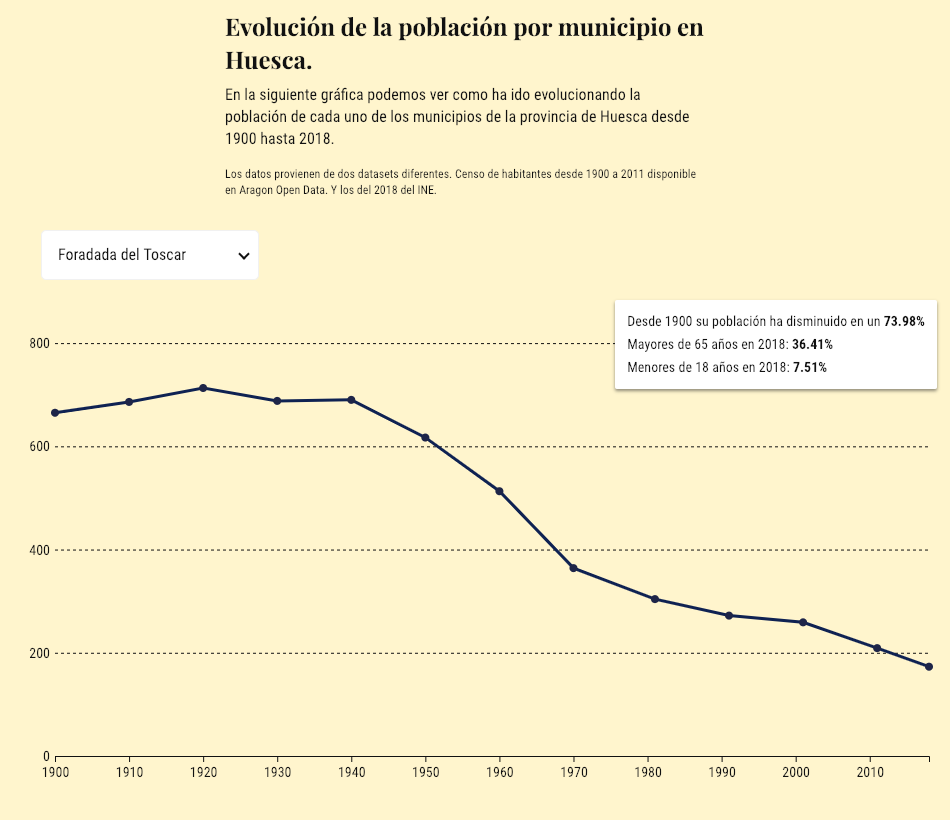 Evolución de la población por municipio en
Huesca.
En la siguiente gráfica podemos ver como ha ido evolucionando la
población de cada uno de los municipios de la provincia de Huesca desde
1900 hasta 2018.
Los datos provienen de dos datasets diferentes. Censo de habitantes desde 1900 a 2011 disponible
en Aragon Open Data. Y los del 2018 del INE.
Foradada del Toscar
Desde 1900 su población ha disminuido en un 73.98%
Mayores de 65 años en 2018: 36.41%
Menores de 18 años en 2018: 7.51%
800
600
400
200
0
1900 1910 1920 1930 1940 1950 1960 1970 1980 1990 2000 2010